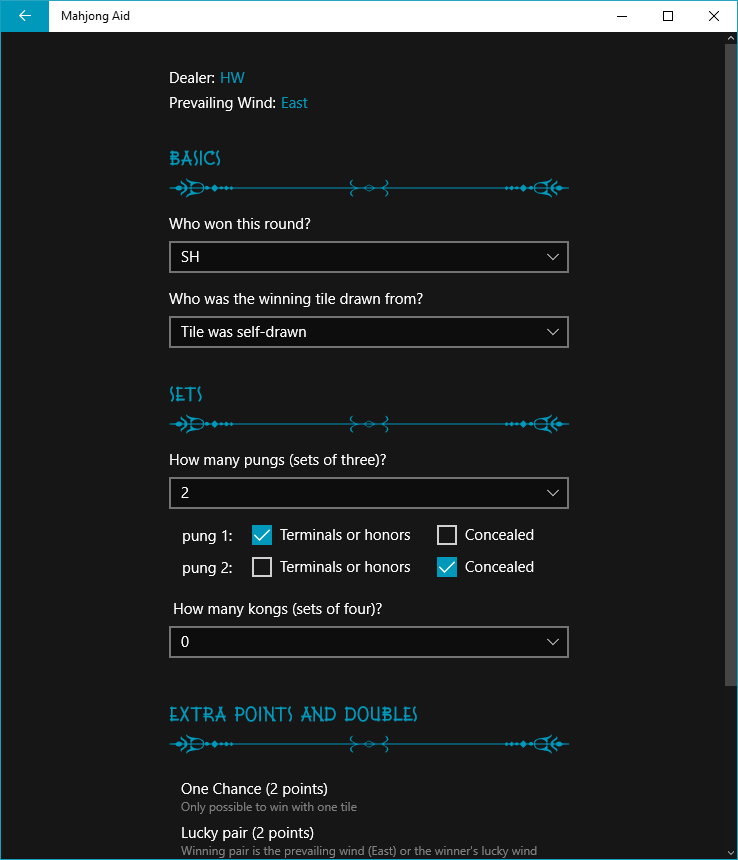 Mahjong Aid
Dealer: HW
Prevailing Wind: East
BASICS
Who won this round?
SH
Who was the winning tile drawn from?
Tile was self-drawn
SETS
How many pungs (sets of three)?
2
pung 1: Terminals or honors Concealed
pung 2: Terminals or honors Concealed
How many kongs (sets of four)?
0
EXTRA POINTS AND DOUBLES
One Chance (2 points)
Only possible to win with one tile
Lucky pair (2 points)
Winning pair is the prevailing wind (East) or the winner's lucky wind